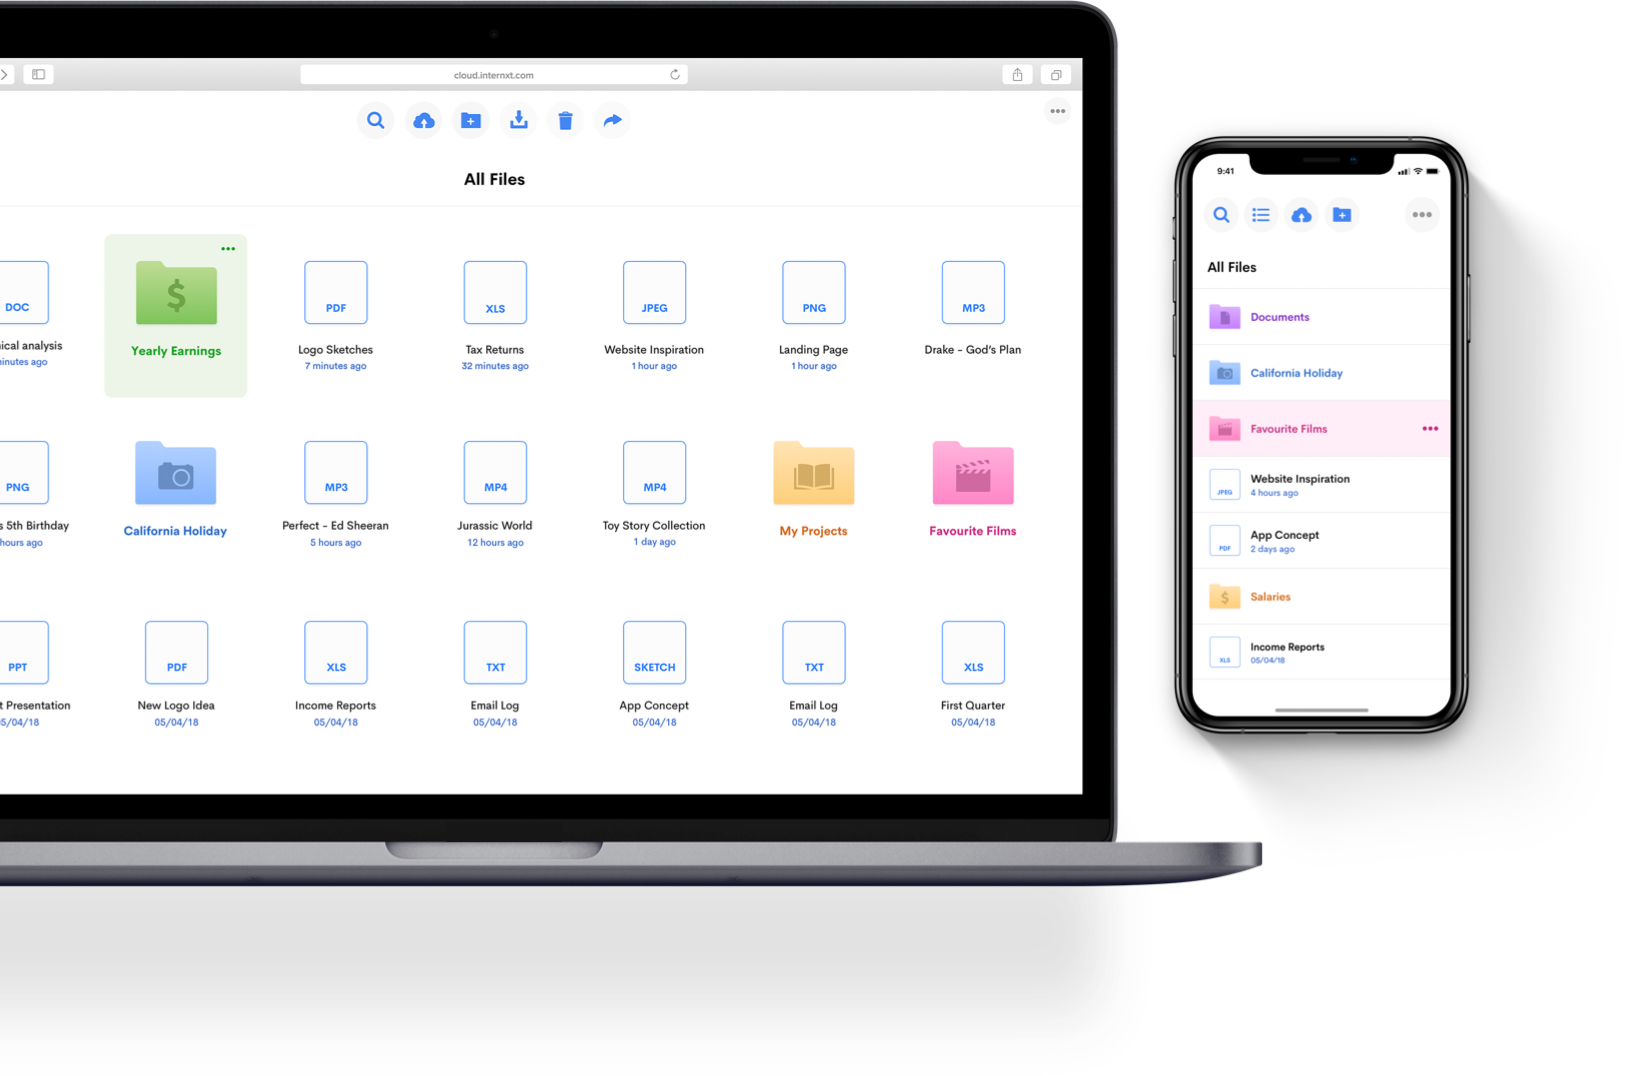 cloud.internxt.com
All Files
DOC
PDF
XLS
JPEG
PNG
MP3
ical analysis
Yearly Earnings
Logo Sketches
Tax Returns
Website Inspiration
Landing Page
Drake - God's Plan
inutes ago
7 minutes ago
32 minutes ago
1 hour ago
1 hour ago
PNG
MP3
MP4
MP4
s 5th Birthday
California Holiday
Perfect - Ed Sheeran
Jurassic World
Toy Story Collection
My Projects
Favourite Films
hours ago
5 hours ago
12 hours ago
1 day ago
PPT
PDF
XLS
TXT
SKETCH
TXT
XLS
t Presentation
New Logo Idea
Income Reports
Email Log
App Concept
Email Log
First Quarter
5/04/18
05/04/18
05/04/18
05/04/18
05/04/18
05/04/18
05/04/18
9:41
All Files
Documents
California Holiday
Favourite Films
JPEG
Website Inspiration
4 hours ago
PDF
App Concept
2 days ago
$
Salaries
XLS
Income Reports
05/04/18